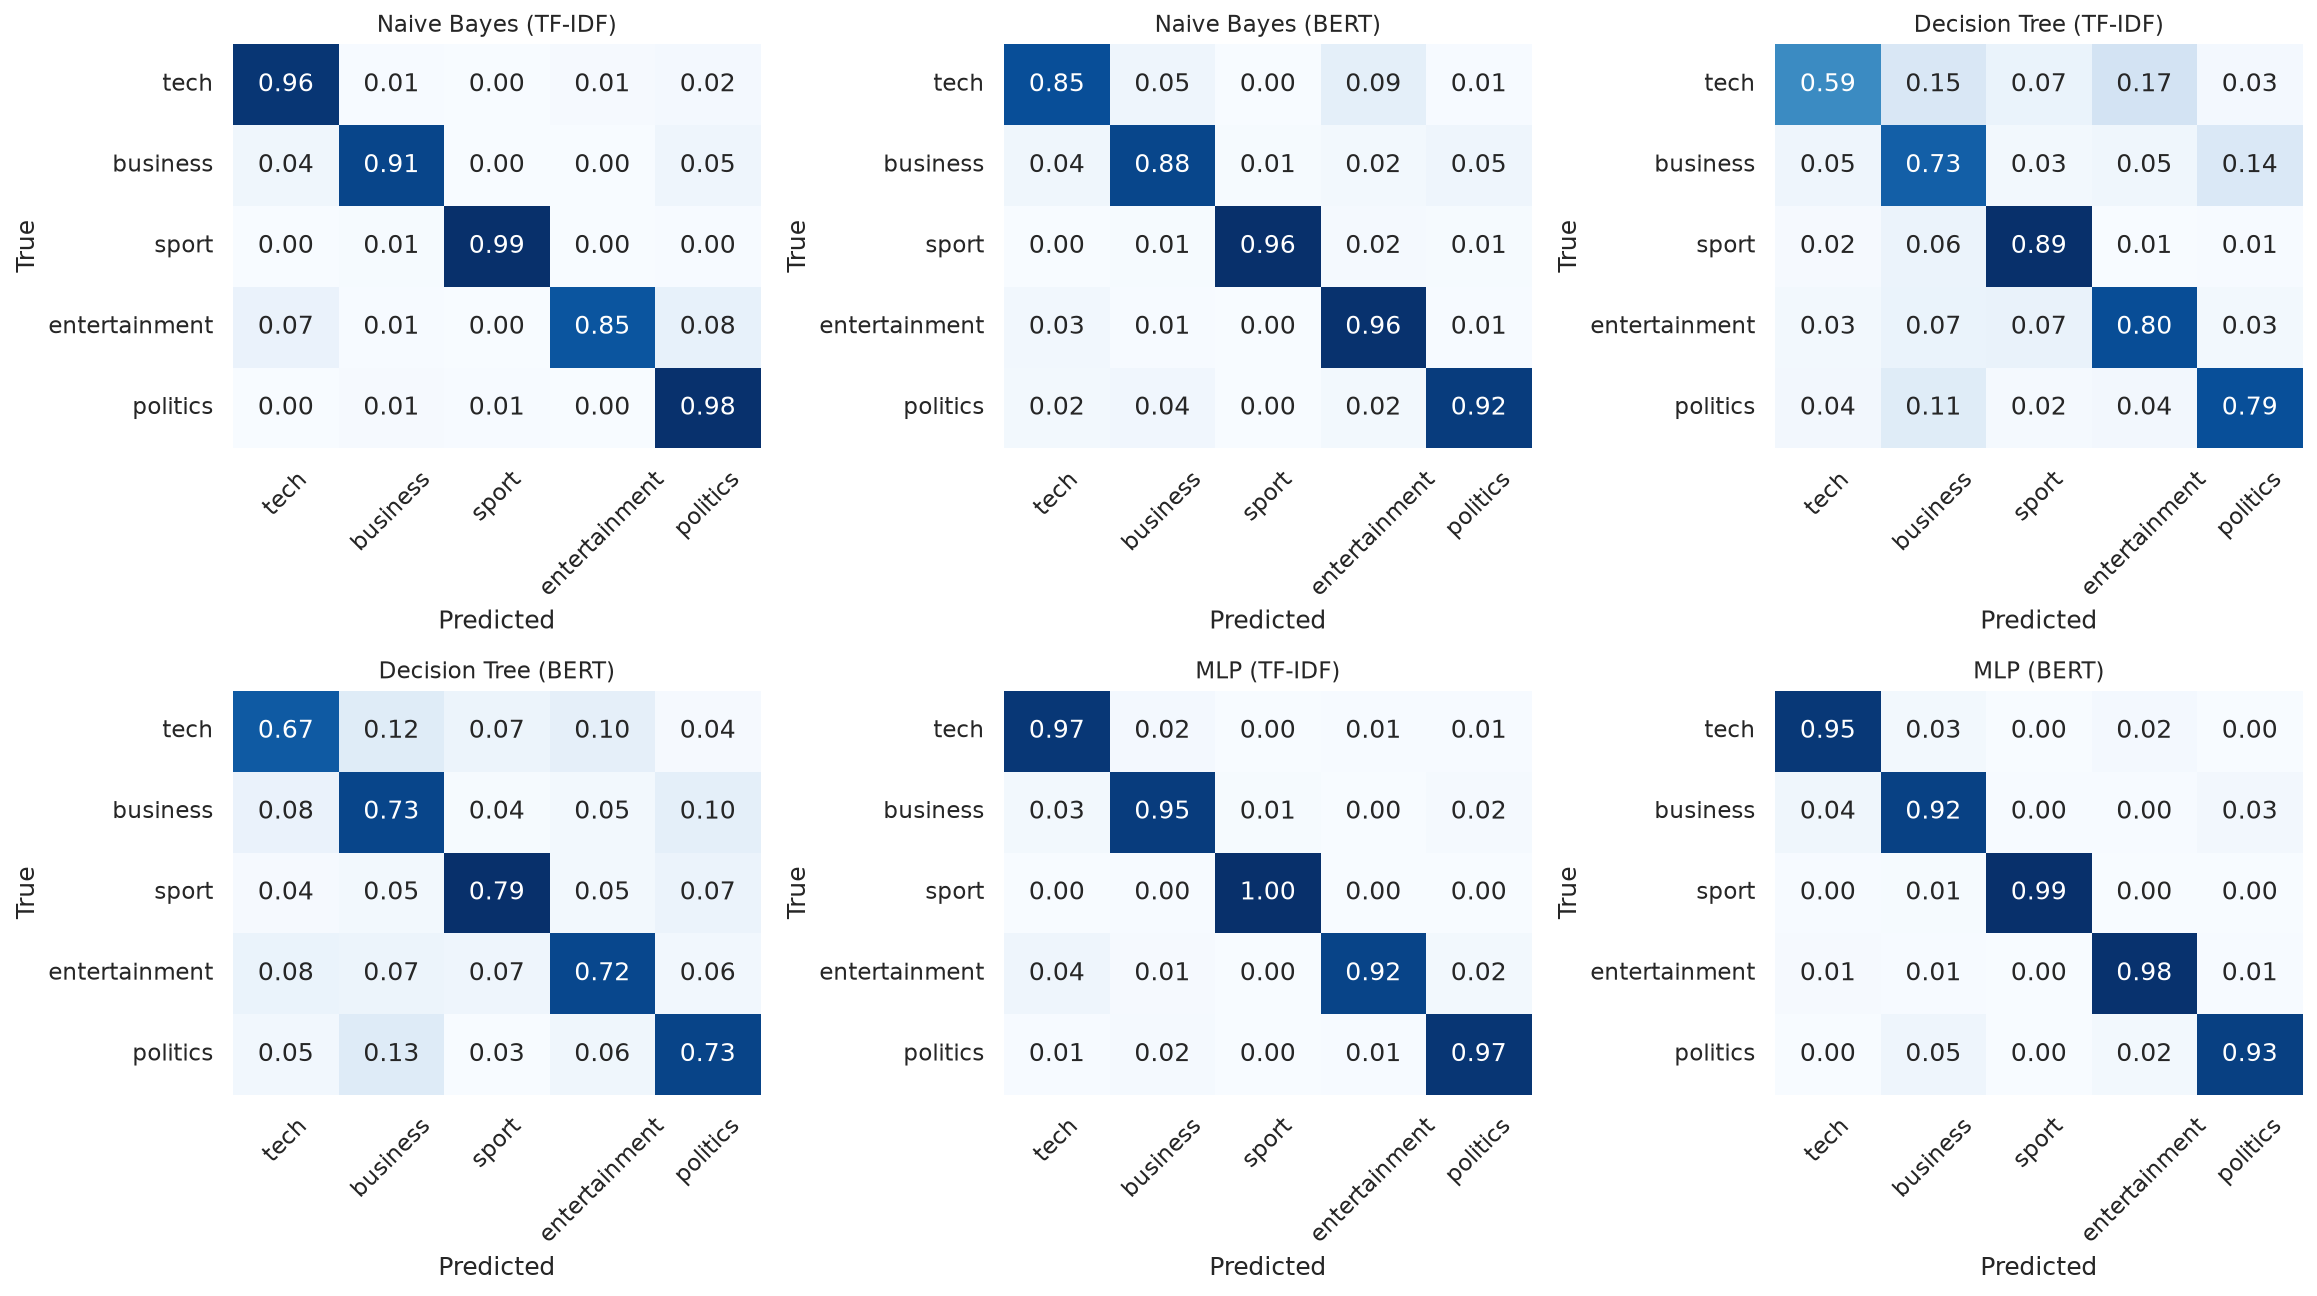 Naive Bayes (TF-IDF)
True
tech 0.96 0.01 0.00 0.01 0.02
business 0.04 0.91 0.00 0.00 0.05
sport 0.00 0.01 0.99 0.00 0.00
entertainment 0.07 0.01 0.00 0.85 0.08
politics 0.00 0.01 0.01 0.00 0.98
tech business sport entertainment politics
Predicted
Naive Bayes (BERT)
True
tech 0.85 0.05 0.00 0.09 0.01
business 0.04 0.88 0.01 0.02 0.05
sport 0.00 0.01 0.96 0.02 0.01
entertainment 0.03 0.01 0.00 0.96 0.01
politics 0.02 0.04 0.00 0.02 0.92
tech business sport entertainment politics
Predicted
Decision Tree (TF-IDF)
True
tech 0.59 0.15 0.07 0.17 0.03
business 0.05 0.73 0.03 0.05 0.14
sport 0.02 0.06 0.89 0.01 0.01
entertainment 0.03 0.07 0.07 0.80 0.03
politics 0.04 0.11 0.02 0.04 0.79
tech business sport entertainment politics
Predicted
Decision Tree (BERT)
True
tech 0.67 0.12 0.07 0.10 0.04
business 0.08 0.73 0.04 0.05 0.10
sport 0.04 0.05 0.79 0.05 0.07
entertainment 0.08 0.07 0.07 0.72 0.06
politics 0.05 0.13 0.03 0.06 0.73
tech business sport entertainment politics
Predicted
MLP (TF-IDF)
True
tech 0.97 0.02 0.00 0.01 0.01
business 0.03 0.95 0.01 0.00 0.02
sport 0.00 0.00 1.00 0.00 0.00
entertainment 0.04 0.01 0.00 0.92 0.02
politics 0.01 0.02 0.00 0.01 0.97
tech business sport entertainment politics
Predicted
MLP (BERT)
True
tech 0.95 0.03 0.00 0.02 0.00
business 0.04 0.92 0.00 0.00 0.03
sport 0.00 0.01 0.99 0.00 0.00
entertainment 0.01 0.01 0.00 0.98 0.01
politics 0.00 0.05 0.00 0.02 0.93
tech business sport entertainment politics
Predicted